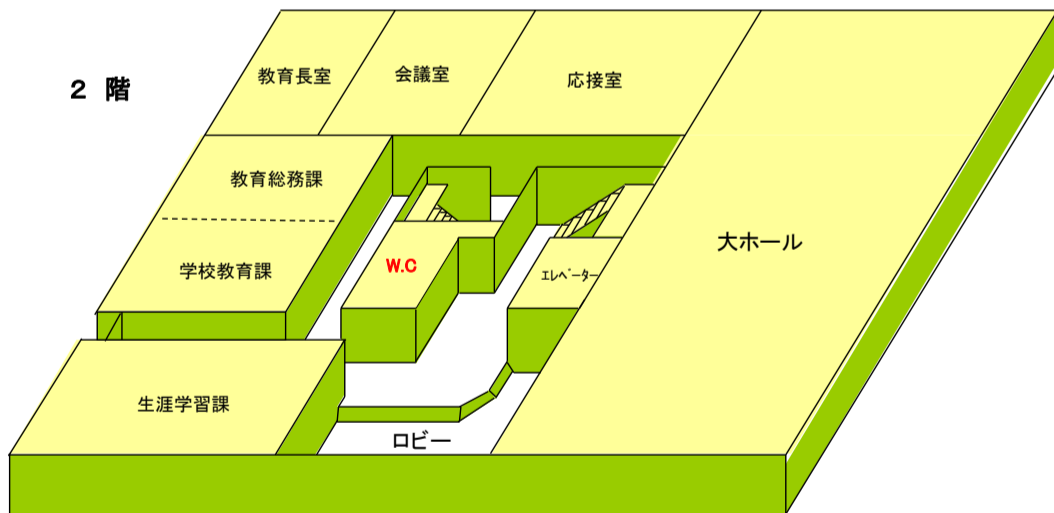 2 階
教育長室
会議室
応接室
教育総務課
学校教育課
W.C
エレベーター
大ホール
生涯学習課
ロビー